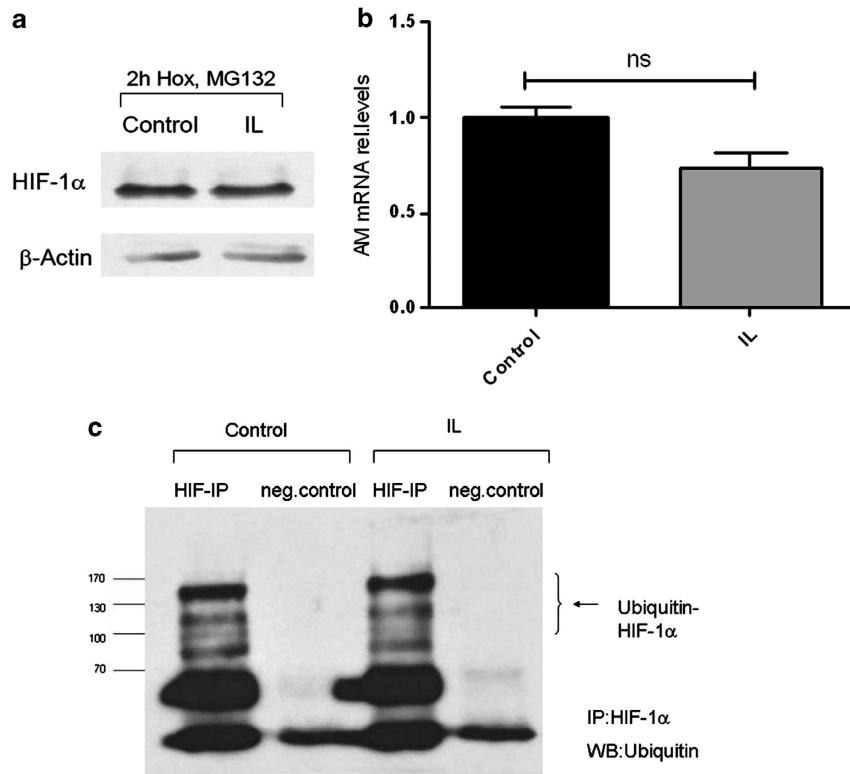 a
2h Hox, MG132
Control IL
HIF-1α
β-Actin
b
ns
AM mRNA rel.levels
1.5
1.0
0.5
0.0
Control
IL
c
Control IL
HIF-IP neg.control HIF-IP neg.control
170
130
100
70
Ubiquitin-
HIF-1α
IP:HIF-1α
WB:Ubiquitin